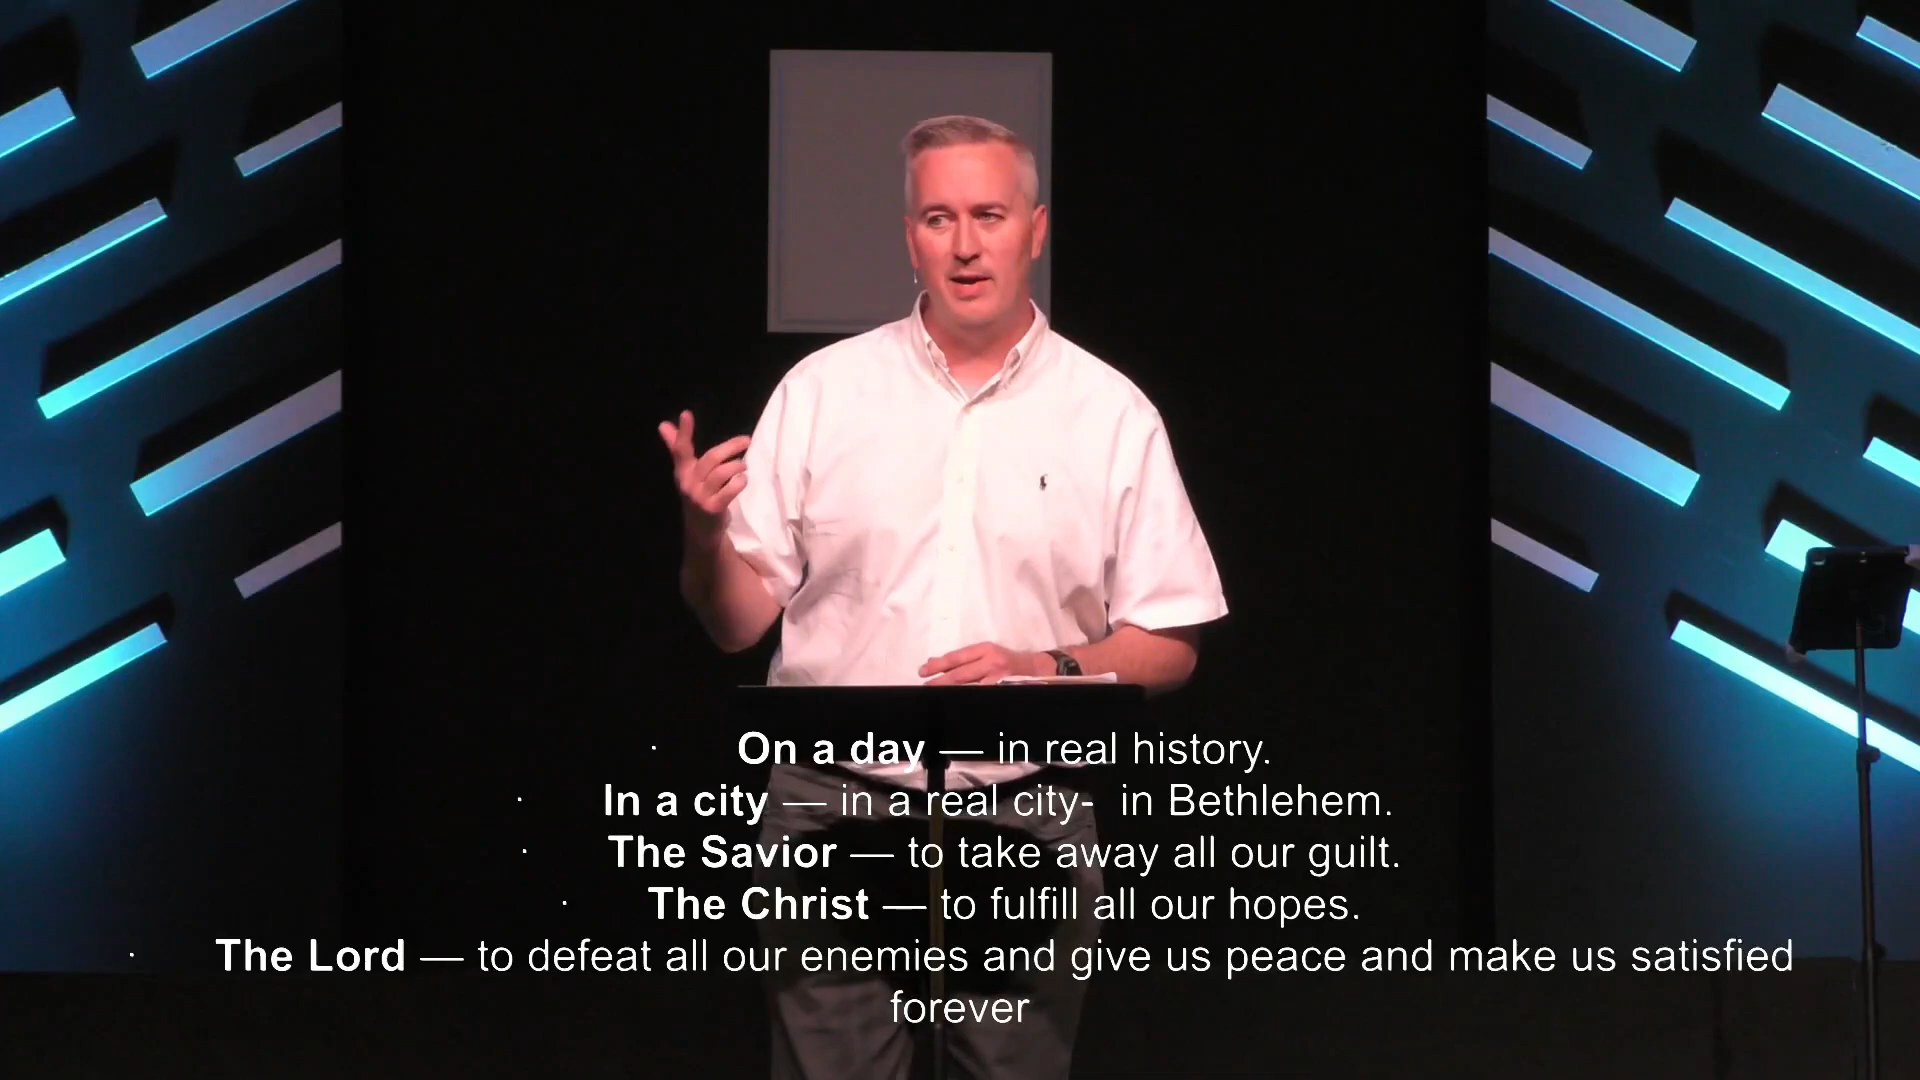 · On a day — in real history.
· In a city — in a real city-  in Bethlehem.
· The Savior — to take away all our guilt.
· The Christ — to fulfill all our hopes.
· The Lord — to defeat all our enemies and give us peace and make us satisfied
forever